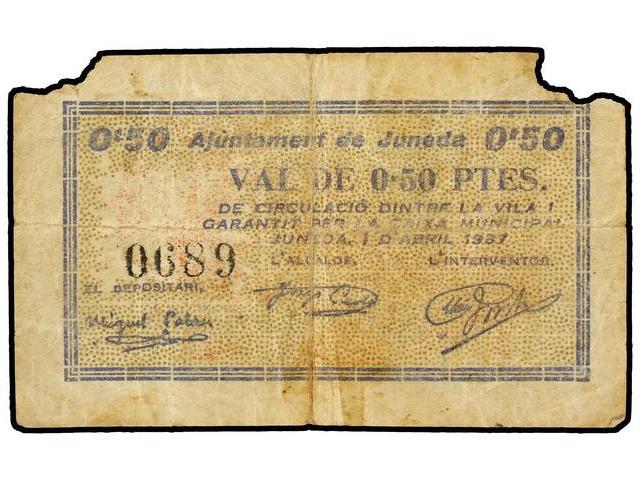 0'50 Ajuntament de Juneda 0'50
VAL DE 0·50 PTES.
DE CIRCULACIÓ DINTRE LA VILA I
GARANTIT PER LA CAIXA MUNICIPAL
JUNEDA, 1 D'ABRIL 1937
0689
L'ALCALDE, L'INTERVENTOR.
EL DEPOSITARI,
Miquel